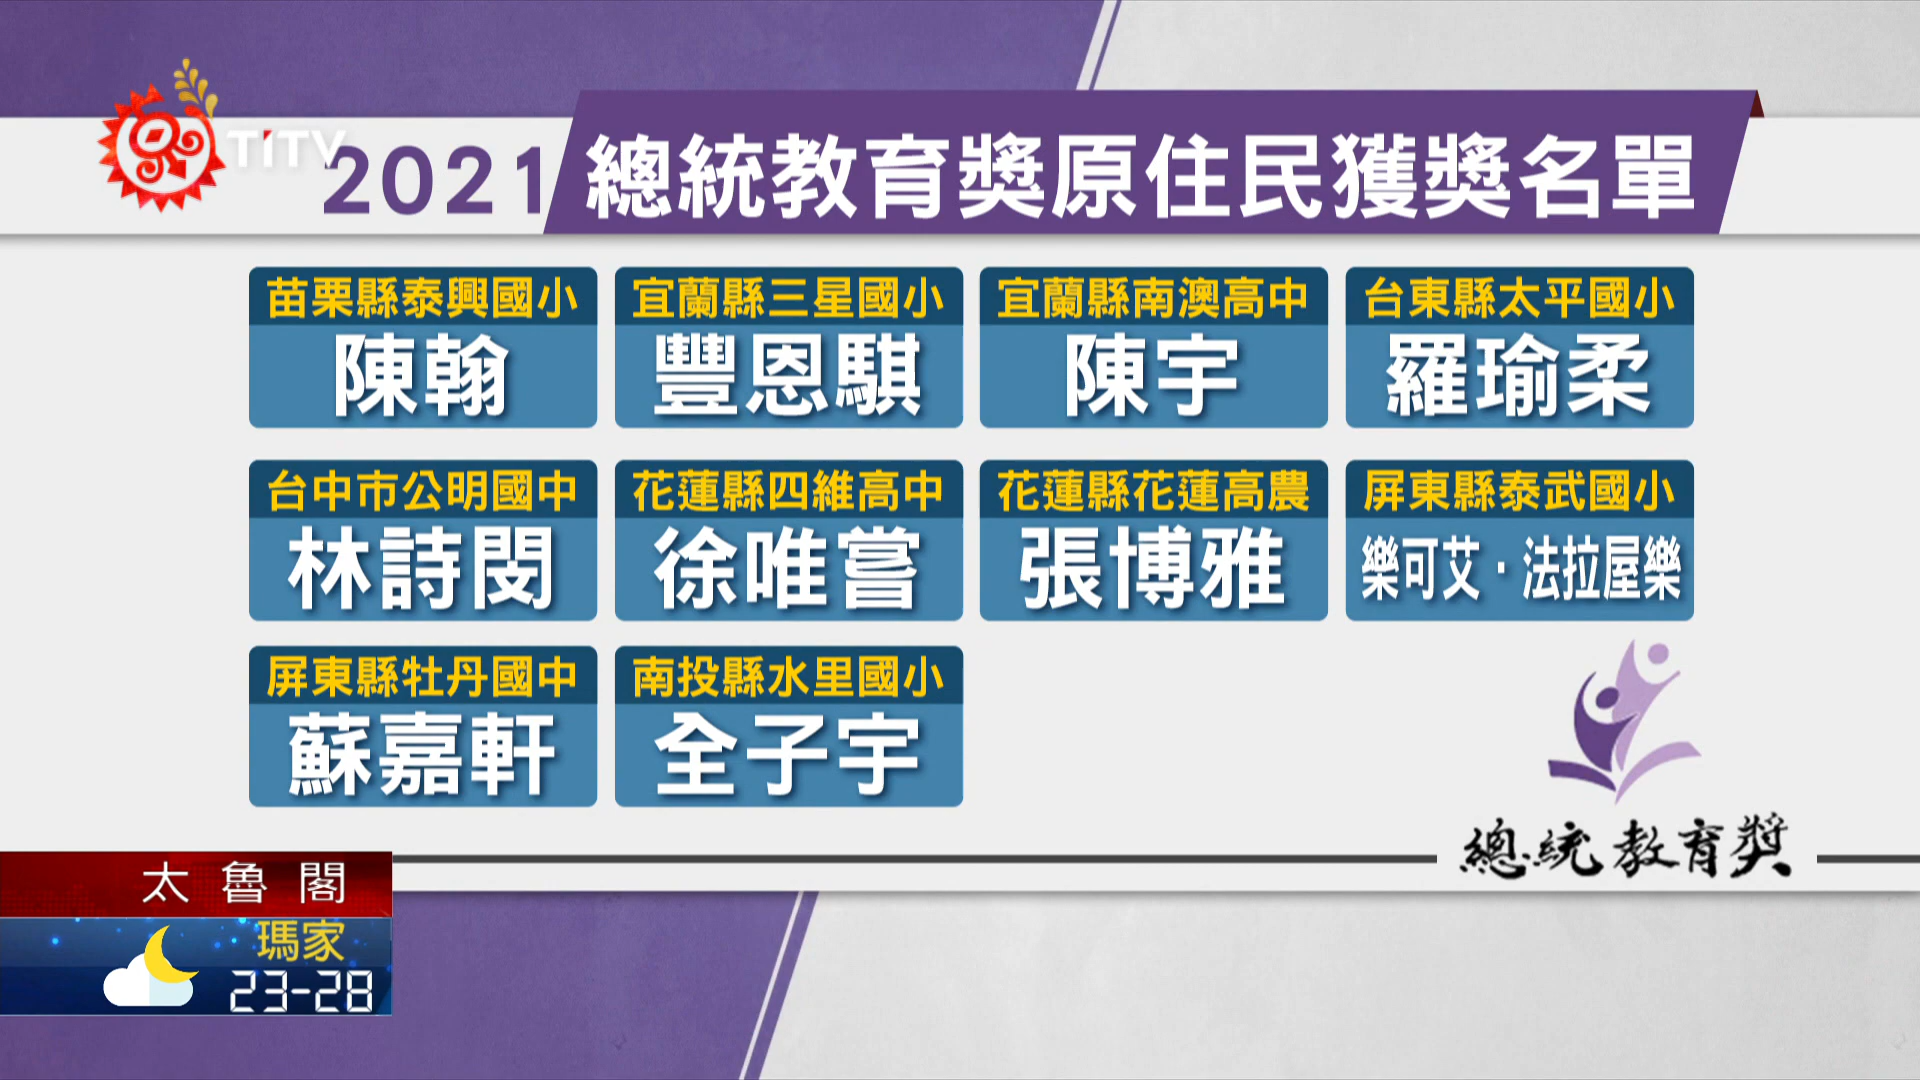 TiTV
2021 總統教育獎原住民獲獎名單
苗栗縣泰興國小
陳翰
宜蘭縣三星國小
豐恩騏
宜蘭縣南澳高中
陳宇
台東縣太平國小
羅瑜柔
台中市公明國中
林詩閔
花蓮縣四維高中
徐唯嘗
花蓮縣花蓮高農
張博雅
屏東縣泰武國小
樂可艾·法拉屋樂
屏東縣牡丹國中
蘇嘉軒
南投縣水里國小
全子宇
總統教育獎
太魯閣
瑪家
23-28